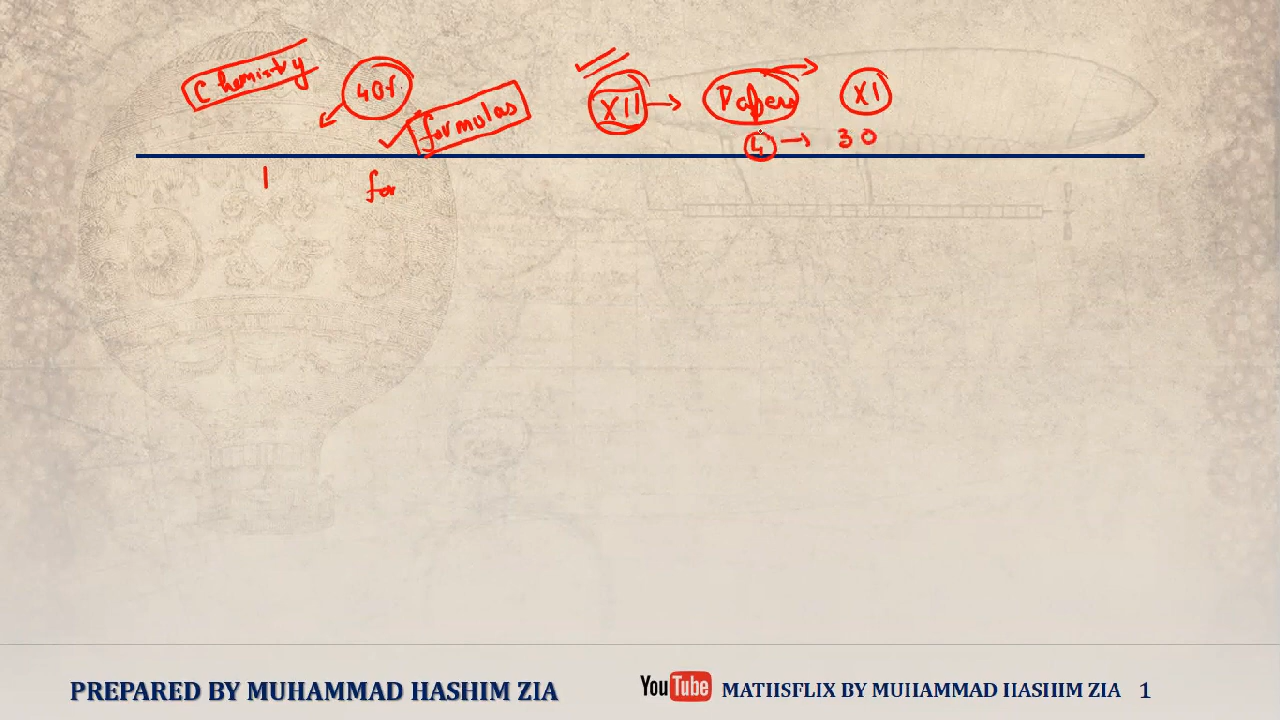 Chemistry 40% formulas XII → Papers → XI
4 → 30
1 for
PREPARED BY MUHAMMAD HASHIM ZIA YouTube MATHSFLIX BY MUHAMMAD HASHIM ZIA 1